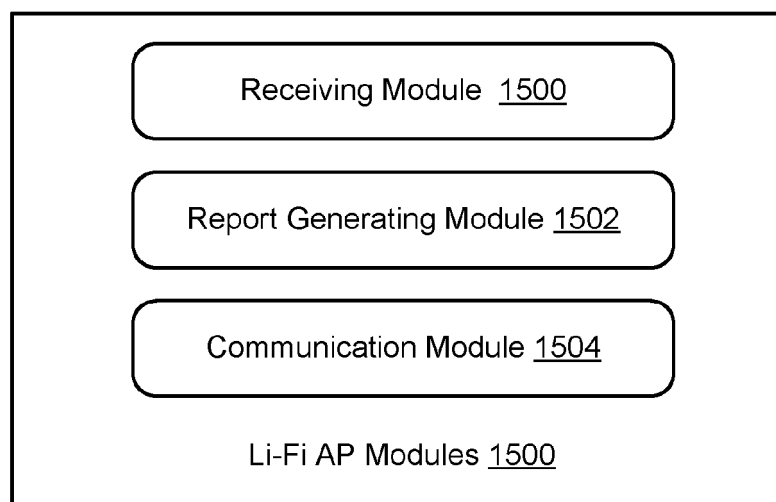 Receiving Module 1500
Report Generating Module 1502
Communication Module 1504
Li-Fi AP Modules 1500